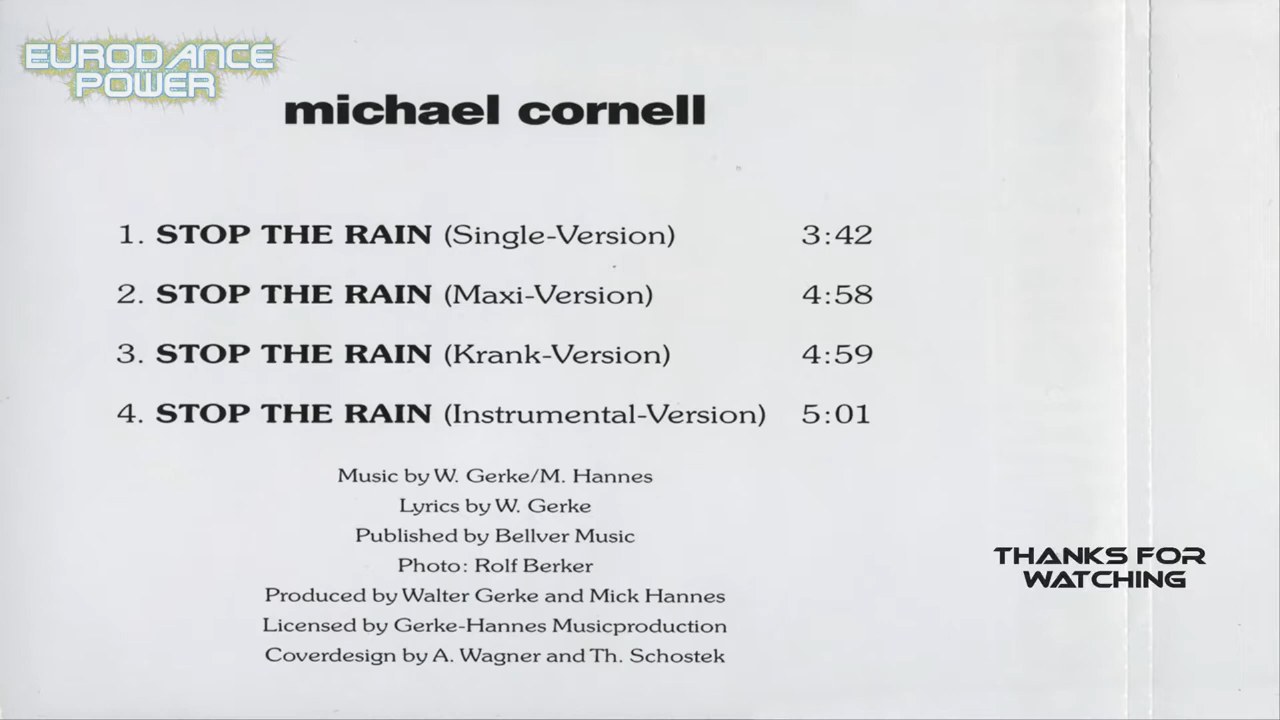 EURODANCE
POWER
michael cornell
1. STOP THE RAIN (Single-Version) 3:42
2. STOP THE RAIN (Maxi-Version) 4:58
3. STOP THE RAIN (Krank-Version) 4:59
4. STOP THE RAIN (Instrumental-Version) 5:01
Music by W. Gerke/M. Hannes
Lyrics by W. Gerke
Published by Bellver Music
Photo: Rolf Berker
Produced by Walter Gerke and Mick Hannes
Licensed by Gerke-Hannes Musicproduction
Coverdesign by A. Wagner and Th. Schostek
THANKS FOR
WATCHING